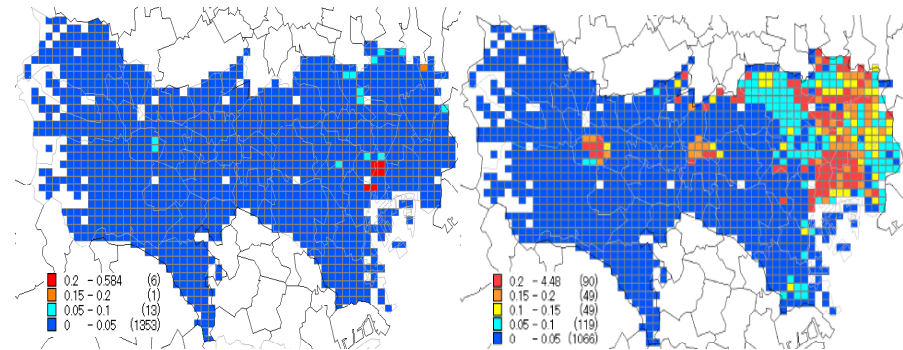 0.2 - 0.584 (6)
0.15 - 0.2 (1)
0.05 - 0.1 (13)
0 - 0.05 (1353)
0.2 - 4.48 (90)
0.15 - 0.2 (49)
0.1 - 0.15 (49)
0.05 - 0.1 (119)
0 - 0.05 (1066)